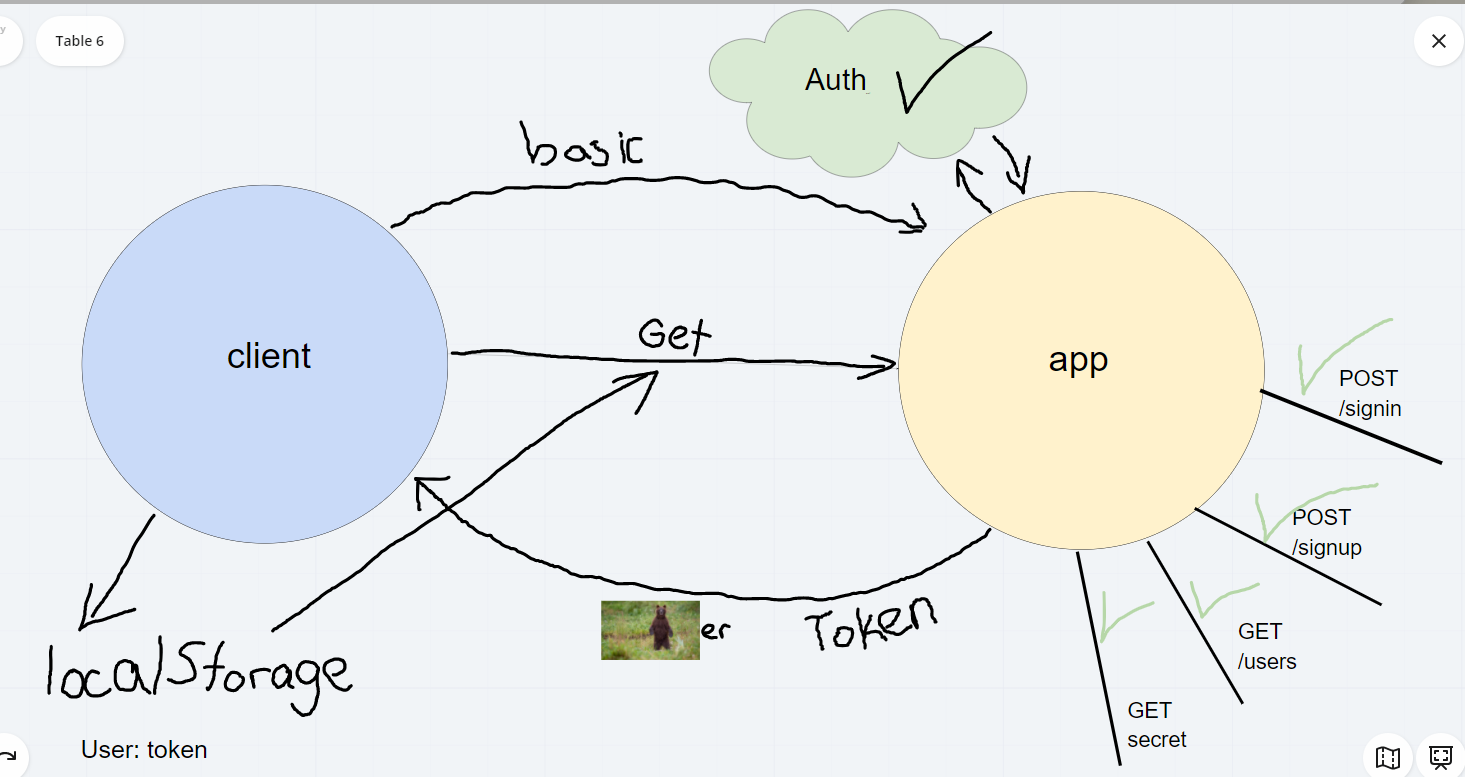 Table 6
Auth
basic
Get
client
app
POST
/signin
POST
/signup
er Token
GET
/users
localStorage
GET
secret
User: token